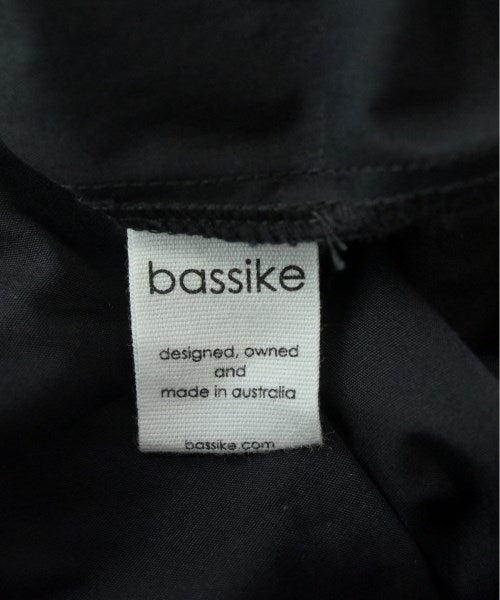 bassike
designed, owned
and
made in australia
bassike.com